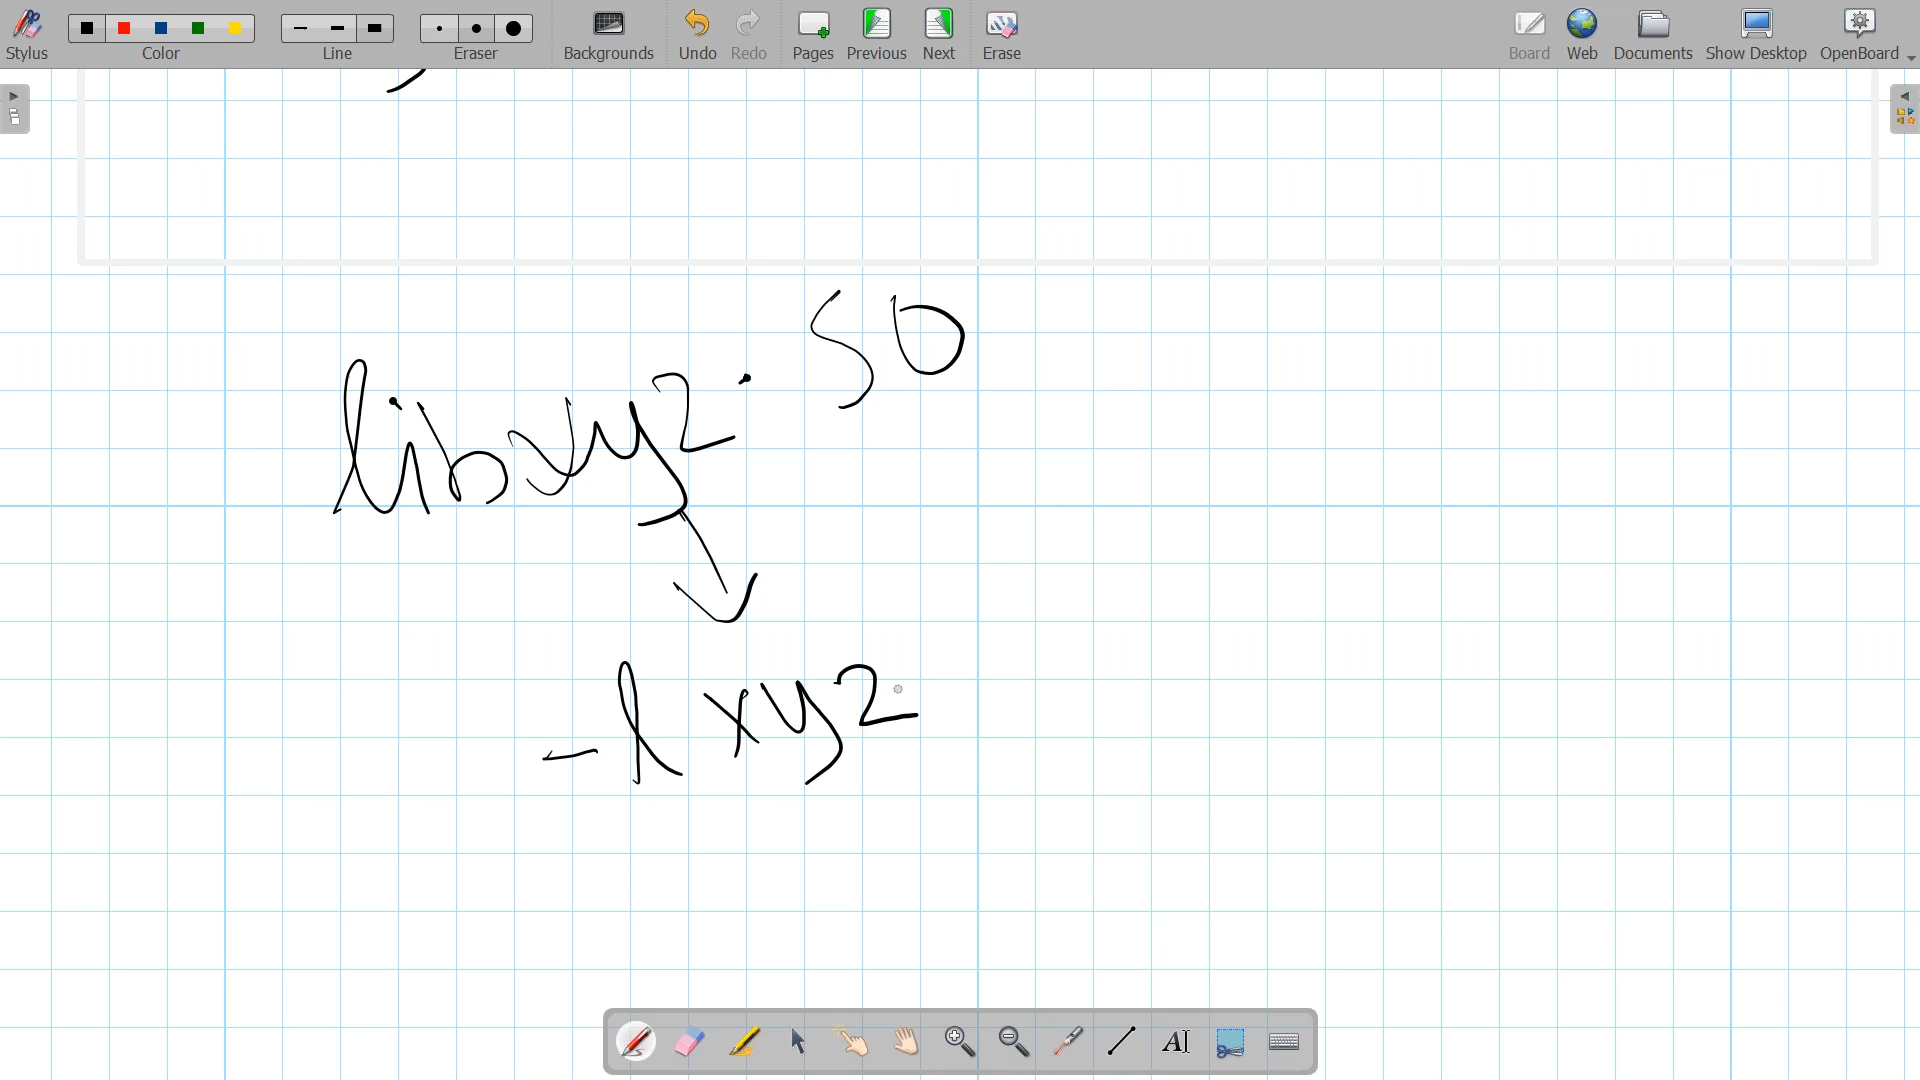 Stylus
Color
Line
Eraser
Backgrounds
Undo
Redo
Pages
Previous
Next
Erase
Board
Web
Documents
Show Desktop
OpenBoard
libxyz.so
-lxyz